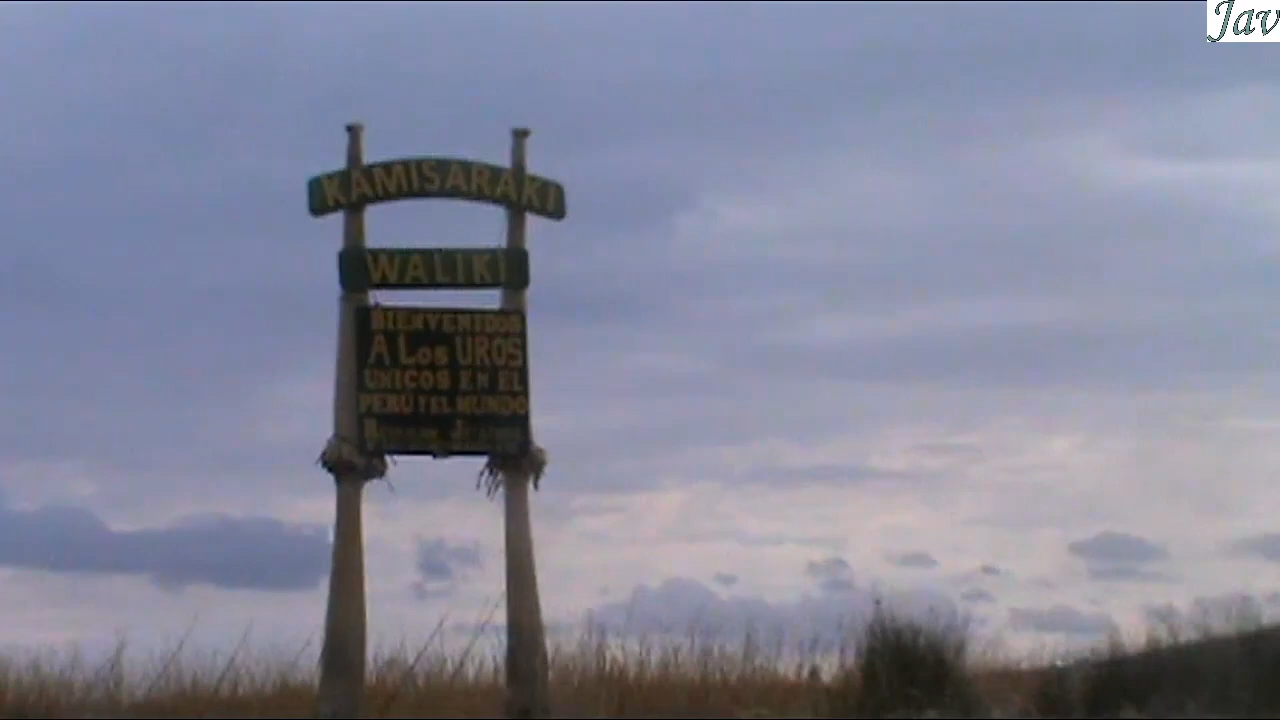 Jav
KAMISARAKI
WALIKI
BIENVENIDOS
A Los UROS
UNICOS EN EL
PERU Y EL MUNDO